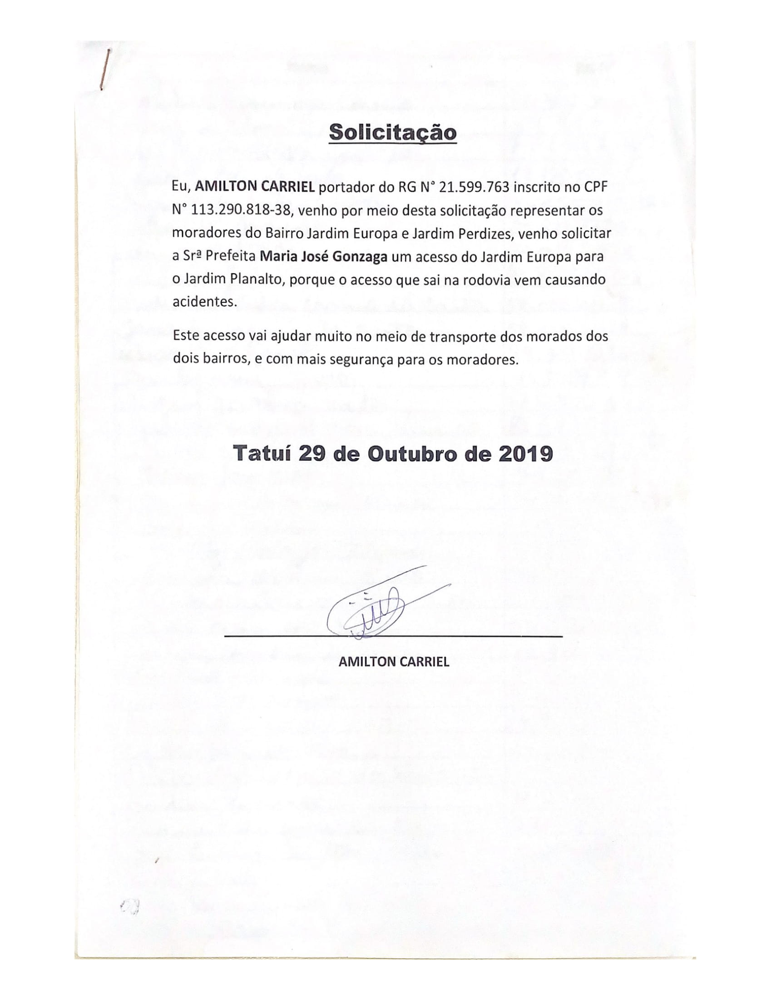 Solicitação
Eu, AMILTON CARRIEL portador do RG N° 21.599.763 inscrito no CPF
N° 113.290.818-38, venho por meio desta solicitação representar os
moradores do Bairro Jardim Europa e Jardim Perdizes, venho solicitar
a Srª Prefeita Maria José Gonzaga um acesso do Jardim Europa para
o Jardim Planalto, porque o acesso que sai na rodovia vem causando
acidentes.
Este acesso vai ajudar muito no meio de transporte dos morados dos
dois bairros, e com mais segurança para os moradores.
Tatuí 29 de Outubro de 2019
AMILTON CARRIEL